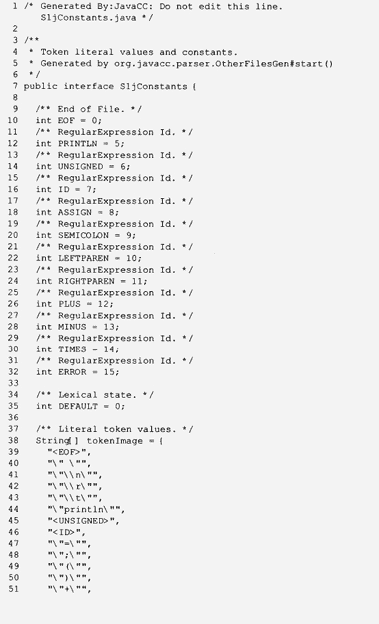 1 /* Generated By:JavaCC: Do not edit this line.
SljConstants.java */
2
3 /**
4 * Token literal values and constants.
5 * Generated by org.javacc.parser.OtherFilesGen#start()
6 */
7 public interface SljConstants {
8
9 /** End of File. */
10 int EOF = 0;
11 /** RegularExpression Id. */
12 int PRINTLN = 5;
13 /** RegularExpression Id. */
14 int UNSIGNED = 6;
15 /** RegularExpression Id. */
16 int ID = 7;
17 /** RegularExpression Id. */
18 int ASSIGN = 8;
19 /** RegularExpression Id. */
20 int SEMICOLON = 9;
21 /** RegularExpression Id. */
22 int LEFTPAREN = 10;
23 /** RegularExpression Id. */
24 int RIGHTPAREN = 11;
25 /** RegularExpression Id. */
26 int PLUS = 12;
27 /** RegularExpression Id. */
28 int MINUS = 13;
29 /** RegularExpression Id. */
30 int TIMES = 14;
31 /** RegularExpression Id. */
32 int ERROR = 15;
33
34 /** Lexical state. */
35 int DEFAULT = 0;
36
37 /** Literal token values. */
38 String[] tokenImage = {
39 "<EOF>",
40 "\" \"",
41 "\"\\n\"",
42 "\"\\r\"",
43 "\"\\t\"",
44 "\"println\"",
45 "<UNSIGNED>",
46 "<ID>",
47 "\"=\"",
48 "\";\"",
49 "\"(\"",
50 "\")\"",
51 "\"+\"",